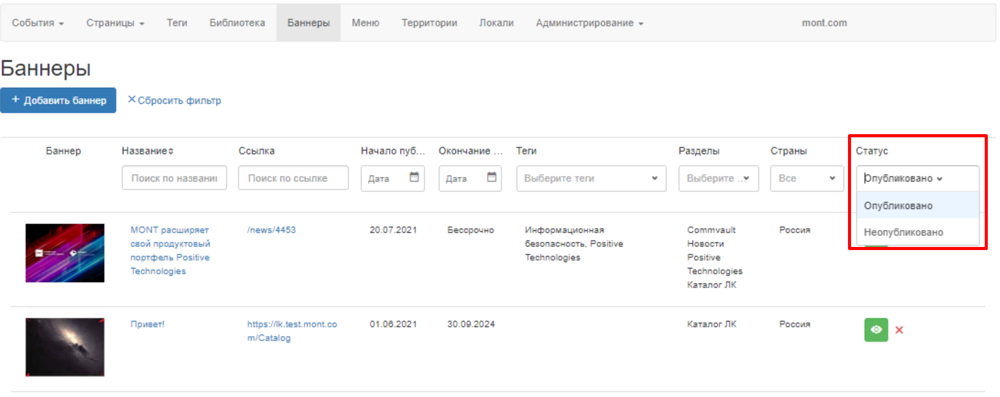 События Страницы Теги Библиотека Баннеры Меню Территории Локали Администрирование mont.com
Баннеры
+ Добавить баннер ×Сбросить фильтр
Баннер Название Ссылка Начало пуб... Окончание ... Теги Разделы Страны Статус
Поиск по названи Поиск по ссылке Дата Дата Выберите теги Выберите ... Все Опубликовано
Опубликовано
Неопубликовано
MONT расширяет /news/4453 20.07.2021 Бессрочно Информационная Commvault Россия
свой продуктовый безопасность, Positive Новости
портфель Positive Technologies Positive
Technologies Technologies
Каталог ЛК
Привет! https://lk.test.mont.co 01.06.2021 30.09.2024 Каталог ЛК Россия
m/Catalog